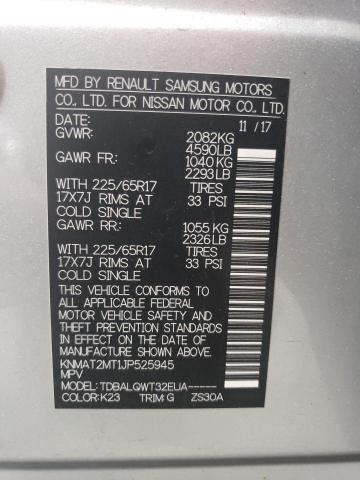 MFD BY RENAULT SAMSUNG MOTORS
CO., LTD. FOR NISSAN MOTOR CO., LTD.
DATE: 11 /17
GVWR: 2082KG
4590LB
GAWR FR: 1040 KG
2293LB
WITH 225/65R17 TIRES
17X7J RIMS AT 33 PSI
COLD SINGLE
GAWR RR: 1055 KG
2326LB
WITH 225/65R17 TIRES
17X7J RIMS AT 33 PSI
COLD SINGLE
THIS VEHICLE CONFORMS TO
ALL APPLICABLE FEDERAL
MOTOR VEHICLE SAFETY AND
THEFT PREVENTION STANDARDS
IN EFFECT ON THE DATE OF
MANUFACTURE SHOWN ABOVE.
KNMAT2MT1JP525945
MPV
MODEL: TDBALQWT32EUA-----
COLOR: K23 TRIM: G ZS30A